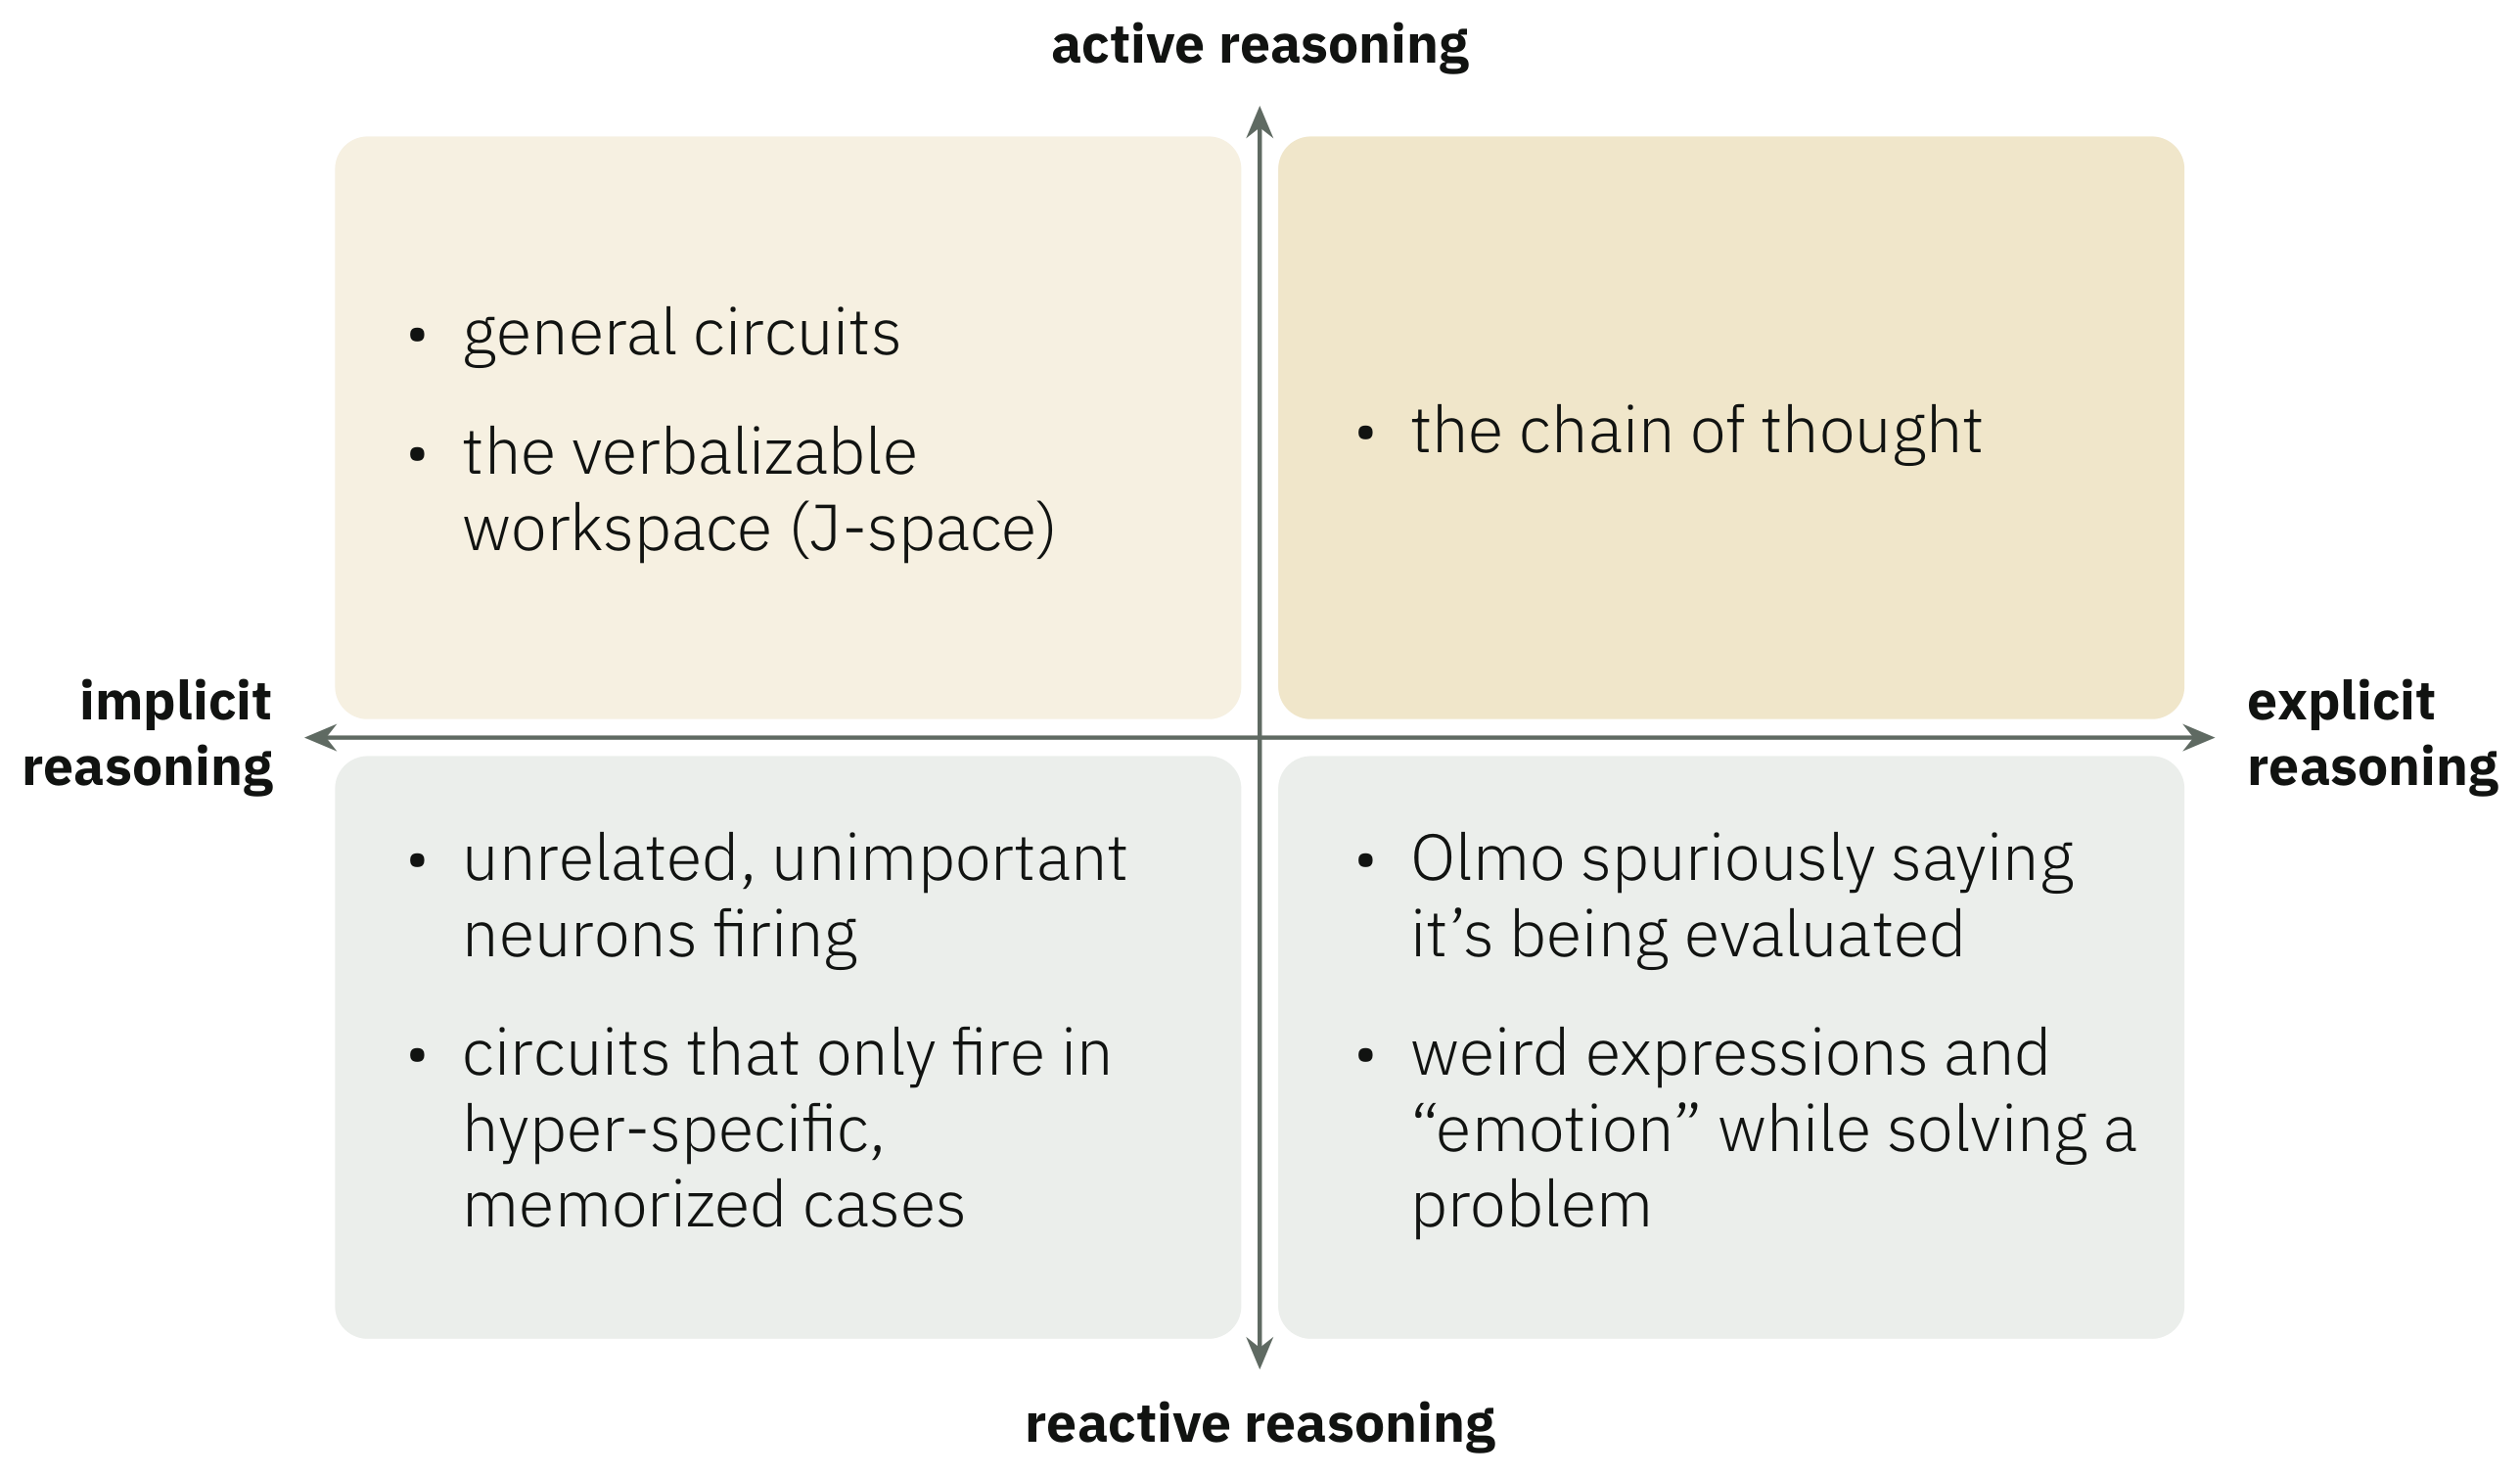 active reasoning
• general circuits
• the verbalizable
workspace (J-space)
• the chain of thought
implicit
reasoning
explicit
reasoning
• unrelated, unimportant
neurons firing
• circuits that only fire in
hyper-specific,
memorized cases
• Olmo spuriously saying
it’s being evaluated
• weird expressions and
“emotion” while solving a
problem
reactive reasoning